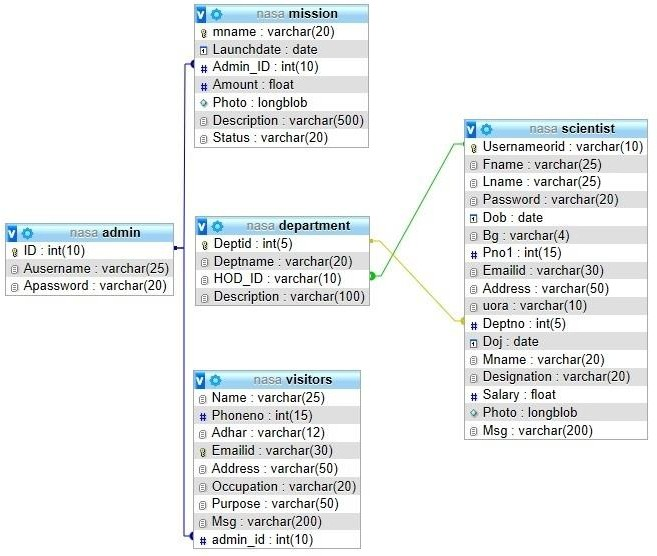 nasa mission
mname : varchar(20)
Launchdate : date
Admin_ID : int(10)
Amount : float
Photo : longblob
Description : varchar(500)
Status : varchar(20)
nasa admin
ID : int(10)
Ausername : varchar(25)
Apassword : varchar(20)
nasa department
Deptid : int(5)
Deptname : varchar(20)
HOD_ID : varchar(10)
Description : varchar(100)
nasa visitors
Name : varchar(25)
Phoneno : int(15)
Adhar : varchar(12)
Emailid : varchar(30)
Address : varchar(50)
Occupation : varchar(20)
Purpose : varchar(50)
Msg : varchar(200)
admin_id : int(10)
nasa scientist
Usernameorid : varchar(10)
Fname : varchar(25)
Lname : varchar(25)
Password : varchar(20)
Dob : date
Bg : varchar(4)
Pno1 : int(15)
Emailid : varchar(30)
Address : varchar(50)
uora : varchar(10)
Deptno : int(5)
Doj : date
Mname : varchar(20)
Designation : varchar(20)
Salary : float
Photo : longblob
Msg : varchar(200)